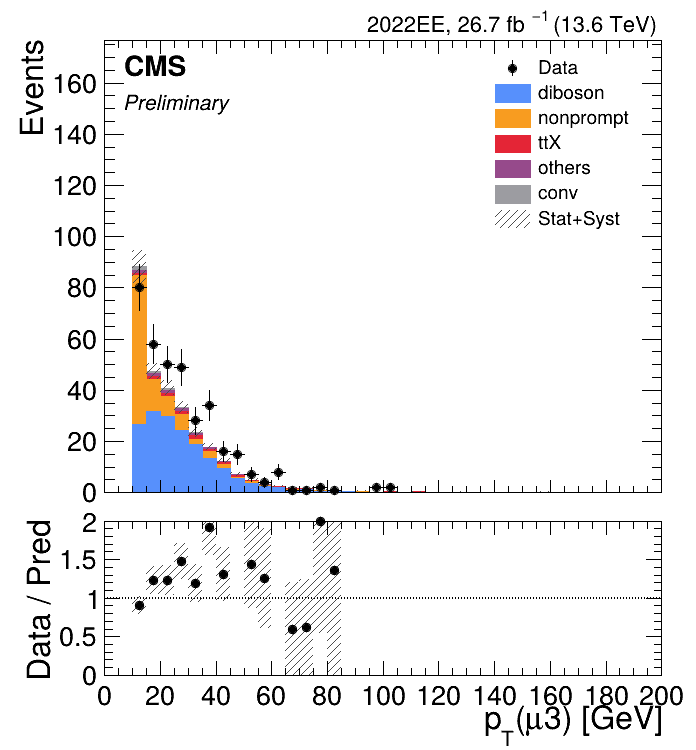 2022EE, 26.7 fb⁻¹ (13.6 TeV)
CMS
Preliminary
Events
160
140
120
100
80
60
40
20
0
Data
diboson
nonprompt
ttX
others
conv
Stat+Syst
Data / Pred
2
1.5
1
0.5
0
0 20 40 60 80 100 120 140 160 180 200
p_T(μ3) [GeV]